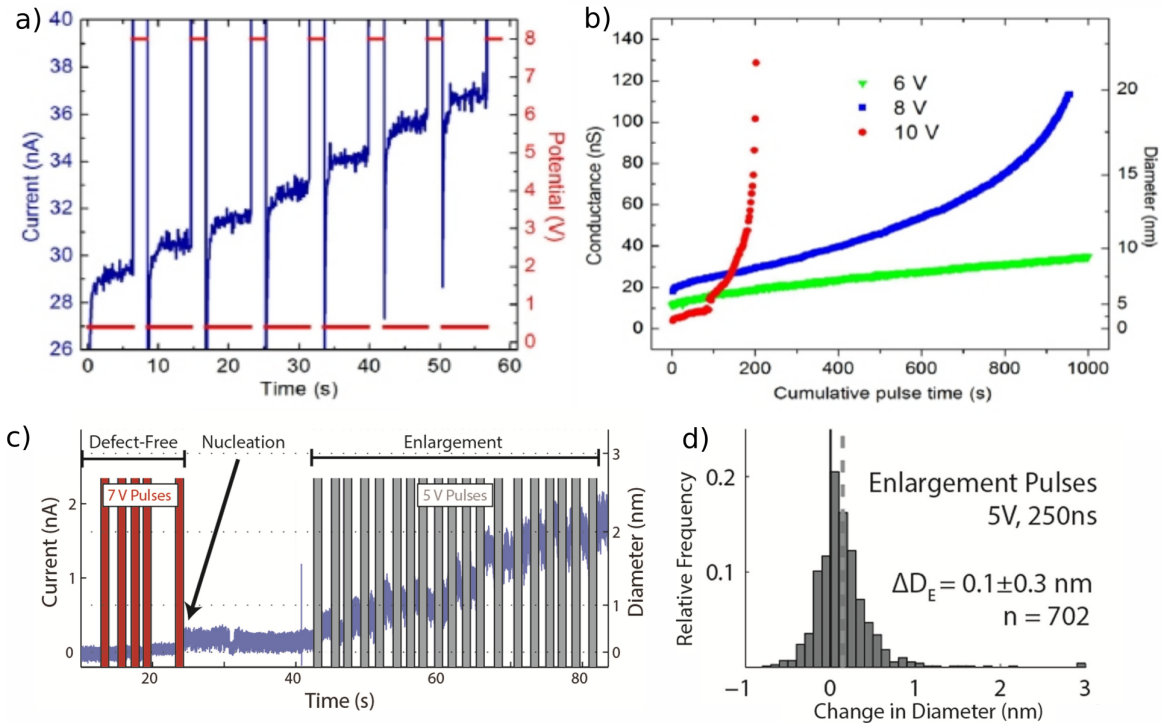 a)
40
38
36
34
32
30
28
26
Current (nA)
8
7
6
5
4
3
2
1
0
Potential (V)
0 10 20 30 40 50 60
Time (s)
b)
140
120
100
80
60
40
20
0
Conductance (nS)
6 V
8 V
10 V
20
15
10
5
0
Diameter (nm)
0 200 400 600 800 1000
Cumulative pulse time (s)
c)
Defect-Free Nucleation Enlargement
7 V Pulses
5 V Pulses
2
1
0
Current (nA)
3
2
1
0
Diameter (nm)
20 40 60 80
Time (s)
d)
0.2
0.1
Relative Frequency
Enlargement Pulses
5V, 250ns
ΔD_E = 0.1±0.3 nm
n = 702
−1 0 1 2 3
Change in Diameter (nm)